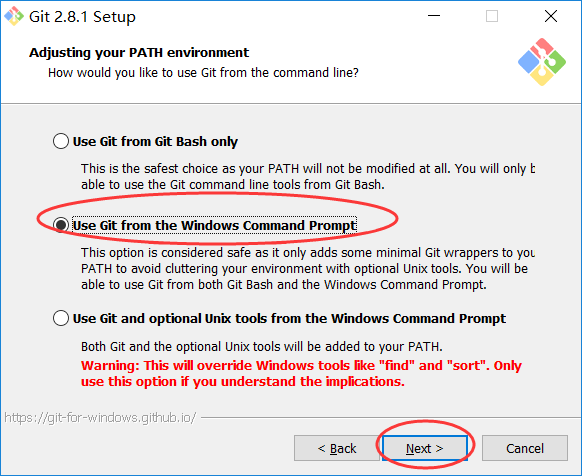 Git 2.8.1 Setup
Adjusting your PATH environment
How would you like to use Git from the command line?
Use Git from Git Bash only
This is the safest choice as your PATH will not be modified at all. You will only
able to use the Git command line tools from Git Bash.
Use Git from the Windows Command Prompt
This option is considered safe as it only adds some minimal Git wrappers to you
PATH to avoid cluttering your environment with optional Unix tools. You will be
able to use Git from both Git Bash and the Windows Command Prompt.
Use Git and optional Unix tools from the Windows Command Prompt
Both Git and the optional Unix tools will be added to your PATH.
Warning: This will override Windows tools like "find" and "sort". Only
use this option if you understand the implications.
https://git-for-windows.github.io/
< Back
Next >
Cancel